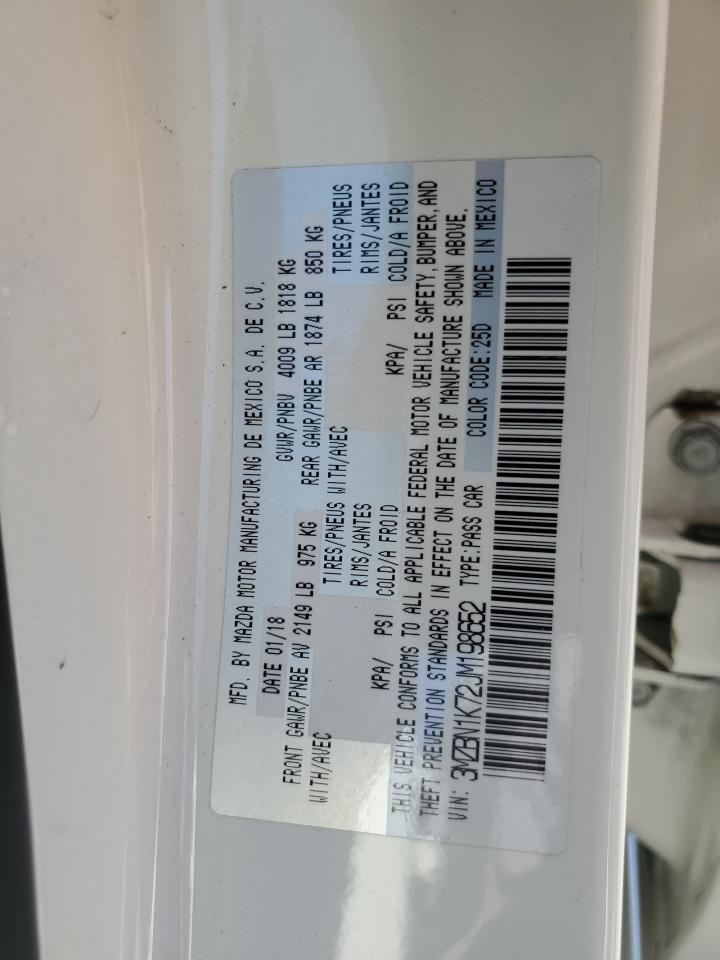 MFD. BY MAZDA MOTOR MANUFACTURING DE MEXICO S.A. DE C.V.
DATE 01/18 GVWR/PNBV 4009 LB 1818 KG
FRONT GAWR/PNBE AV 2149 LB 975 KG REAR GAWR/PNBE AR 1874 LB 850 KG
WITH/AVEC TIRES/PNEUS WITH/AVEC TIRES/PNEUS
RIMS/JANTES RIMS/JANTES
KPA/ PSI COLD/A FROID KPA/ PSI COLD/A FROID
THIS VEHICLE CONFORMS TO ALL APPLICABLE FEDERAL MOTOR VEHICLE SAFETY,BUMPER,AND
THEFT PREVENTION STANDARDS IN EFFECT ON THE DATE OF MANUFACTURE SHOWN ABOVE.
VIN: 3MZBN1K72JM198652 TYPE:PASS CAR COLOR CODE:25D MADE IN MEXICO